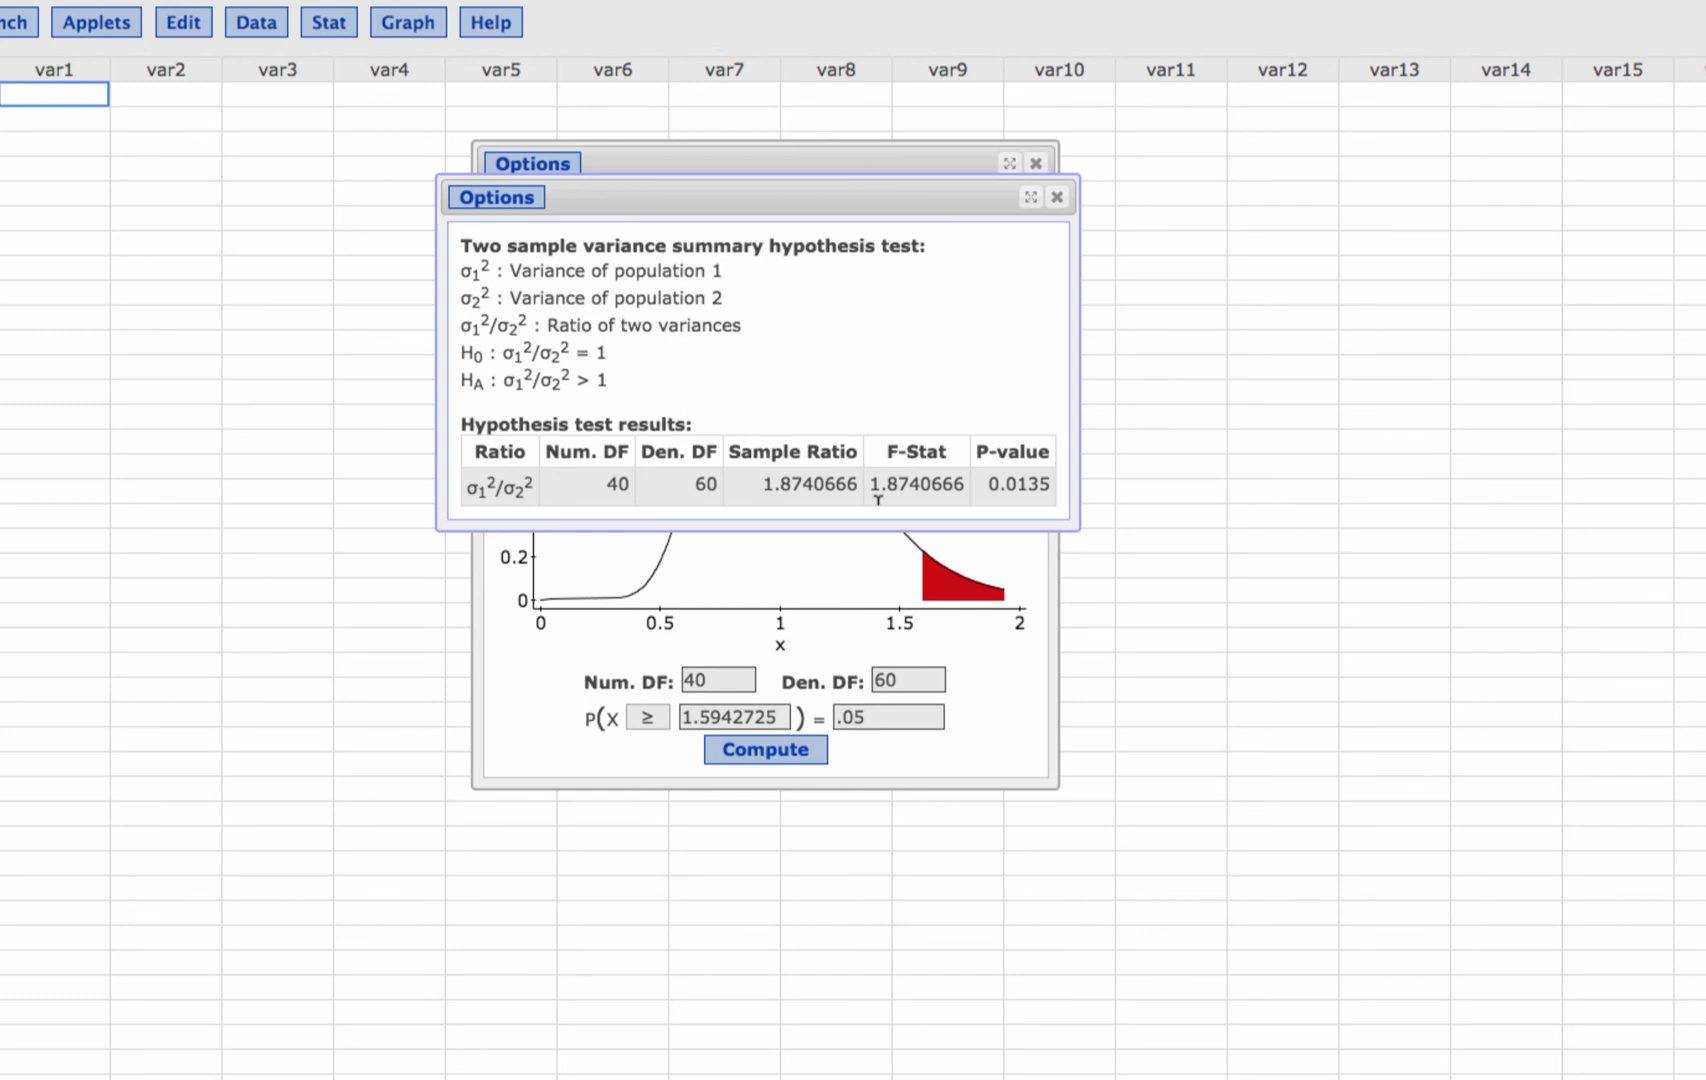 nch Applets Edit Data Stat Graph Help
var1 var2 var3 var4 var5 var6 var7 var8 var9 var10 var11 var12 var13 var14 var15
Options
Options
Two sample variance summary hypothesis test:
σ₁² : Variance of population 1
σ₂² : Variance of population 2
σ₁²/σ₂² : Ratio of two variances
H₀ : σ₁²/σ₂² = 1
Hᴀ : σ₁²/σ₂² > 1
Hypothesis test results:
Ratio Num. DF Den. DF Sample Ratio F-Stat P-value
σ₁²/σ₂² 40 60 1.8740666 1.8740666 0.0135
0.2
0
0 0.5 1 1.5 2
x
Num. DF: 40 Den. DF: 60
P(X ≥ 1.5942725 ) = .05
Compute